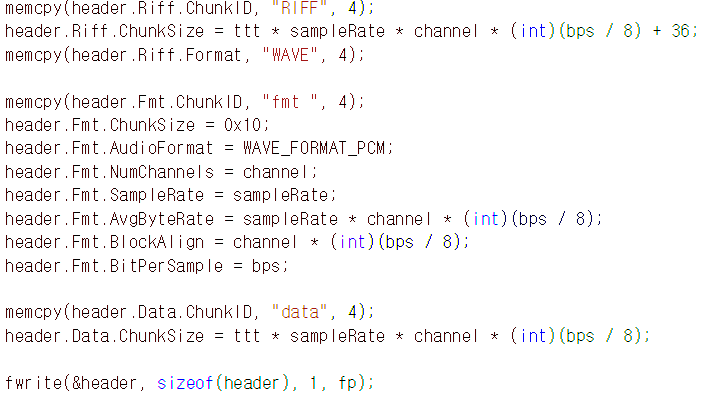 memcpy(header.Riff.ChunkID, "RIFF", 4);
header.Riff.ChunkSize = ttt * sampleRate * channel * (int)(bps / 8) + 36;
memcpy(header.Riff.Format, "WAVE", 4);
memcpy(header.Fmt.ChunkID, "fmt ", 4);
header.Fmt.ChunkSize = 0x10;
header.Fmt.AudioFormat = WAVE_FORMAT_PCM;
header.Fmt.NumChannels = channel;
header.Fmt.SampleRate = sampleRate;
header.Fmt.AvgByteRate = sampleRate * channel * (int)(bps / 8);
header.Fmt.BlockAlign = channel * (int)(bps / 8);
header.Fmt.BitPerSample = bps;
memcpy(header.Data.ChunkID, "data", 4);
header.Data.ChunkSize = ttt * sampleRate * channel * (int)(bps / 8);
fwrite(&header, sizeof(header), 1, fp);